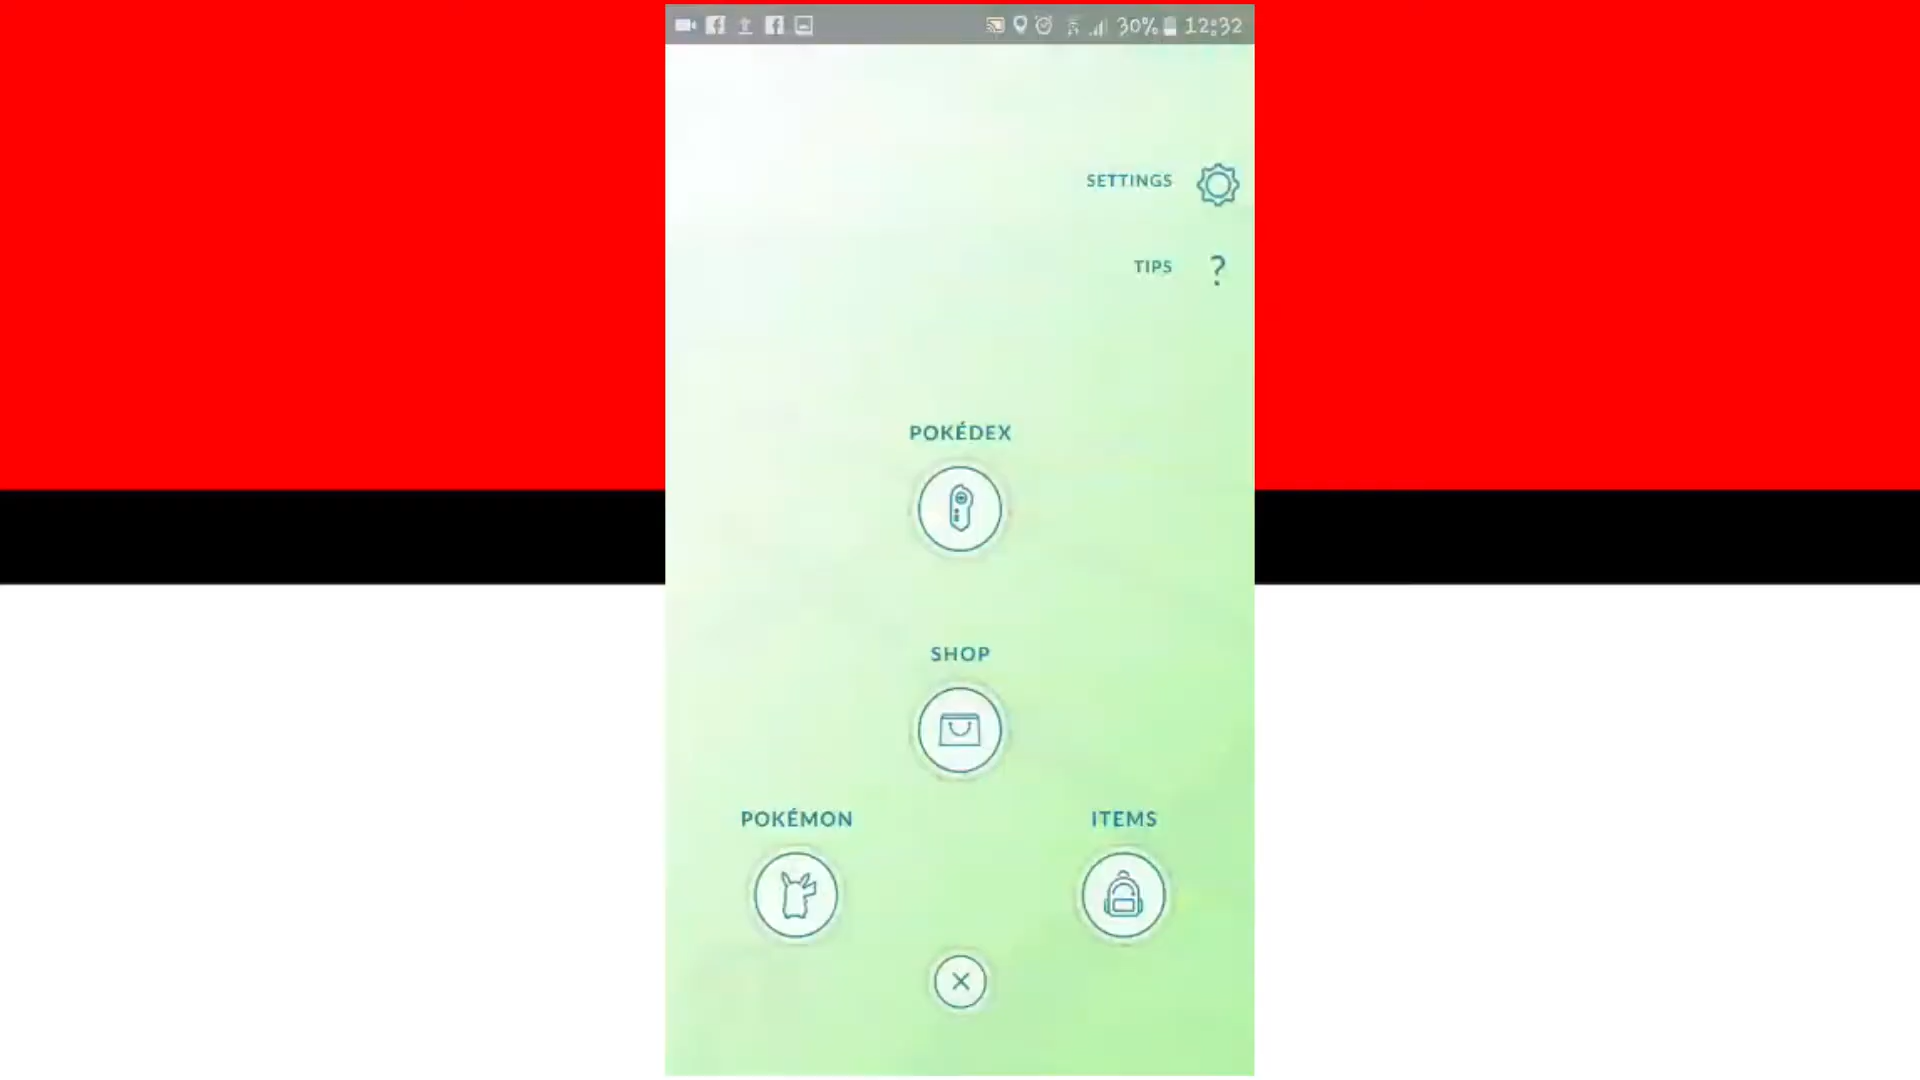 30% 12:32
SETTINGS
TIPS ?
POKÉDEX
SHOP
POKÉMON
ITEMS